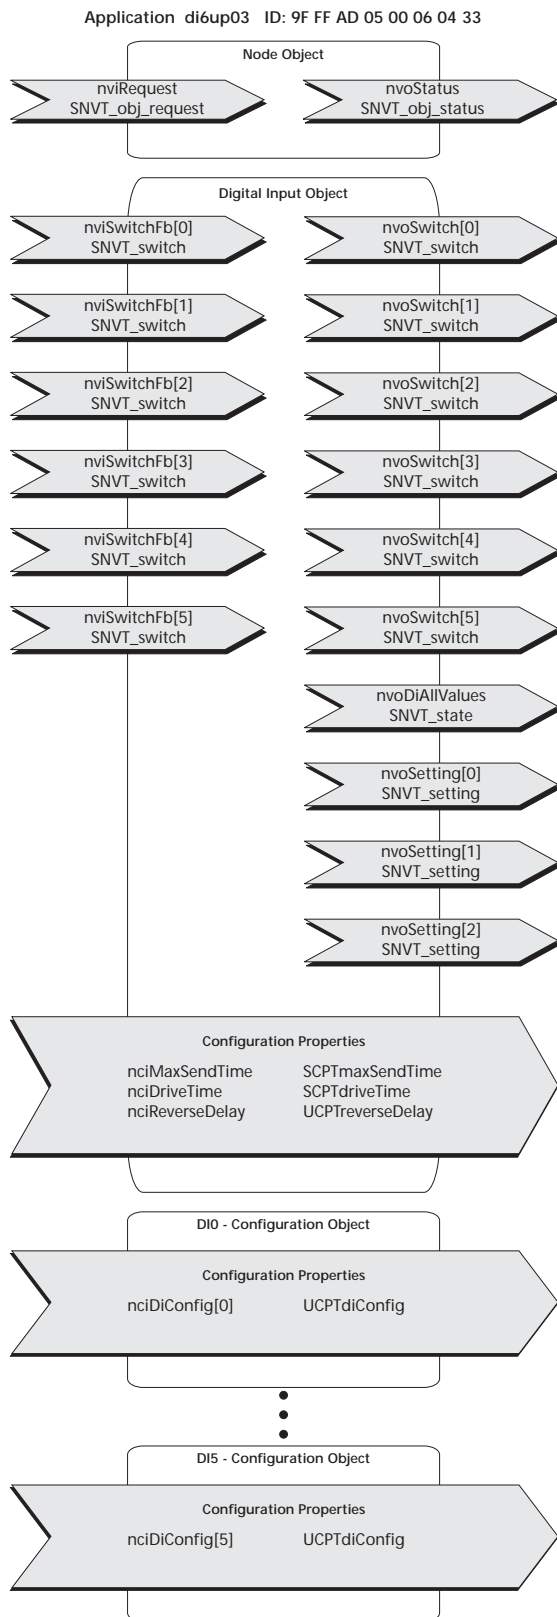 Application di6up03 ID: 9F FF AD 05 00 06 04 33
Node Object
nviRequest
SNVT_obj_request
nvoStatus
SNVT_obj_status
Digital Input Object
nviSwitchFb[0]
SNVT_switch
nvoSwitch[0]
SNVT_switch
nviSwitchFb[1]
SNVT_switch
nvoSwitch[1]
SNVT_switch
nviSwitchFb[2]
SNVT_switch
nvoSwitch[2]
SNVT_switch
nviSwitchFb[3]
SNVT_switch
nvoSwitch[3]
SNVT_switch
nviSwitchFb[4]
SNVT_switch
nvoSwitch[4]
SNVT_switch
nviSwitchFb[5]
SNVT_switch
nvoSwitch[5]
SNVT_switch
nvoDiAllValues
SNVT_state
nvoSetting[0]
SNVT_setting
nvoSetting[1]
SNVT_setting
nvoSetting[2]
SNVT_setting
Configuration Properties
nciMaxSendTime SCPTmaxSendTime
nciDriveTime SCPTdriveTime
nciReverseDelay UCPTreverseDelay
DI0 - Configuration Object
Configuration Properties
nciDiConfig[0] UCPTdiConfig
DI5 - Configuration Object
Configuration Properties
nciDiConfig[5] UCPTdiConfig